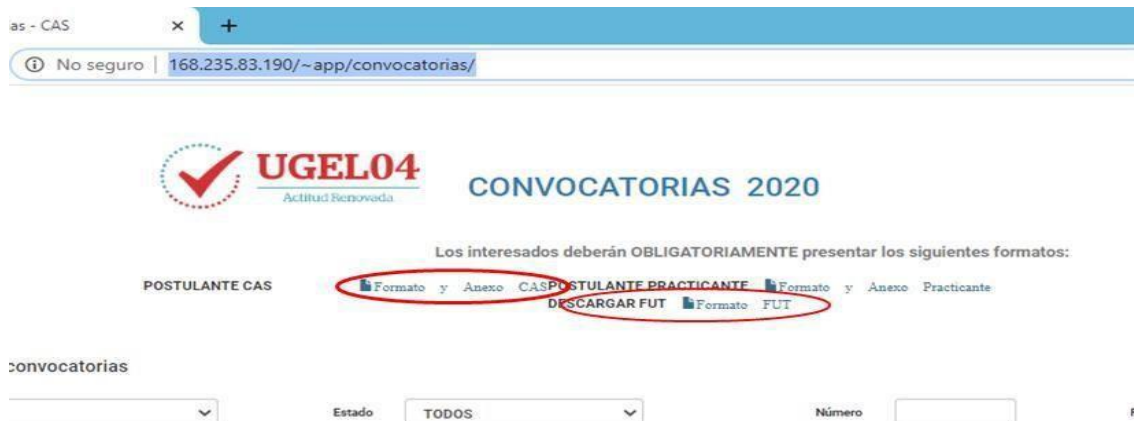 as - CAS × +
No seguro | 168.235.83.190/~app/convocatorias/
UGEL04
Actitud Renovada
CONVOCATORIAS 2020
Los interesados deberán OBLIGATORIAMENTE presentar los siguientes formatos:
POSTULANTE CAS Formato y Anexo CAS POSTULANTE PRACTICANTE Formato y Anexo Practicante
DESCARGAR FUT Formato FUT
convocatorias
Estado TODOS Número